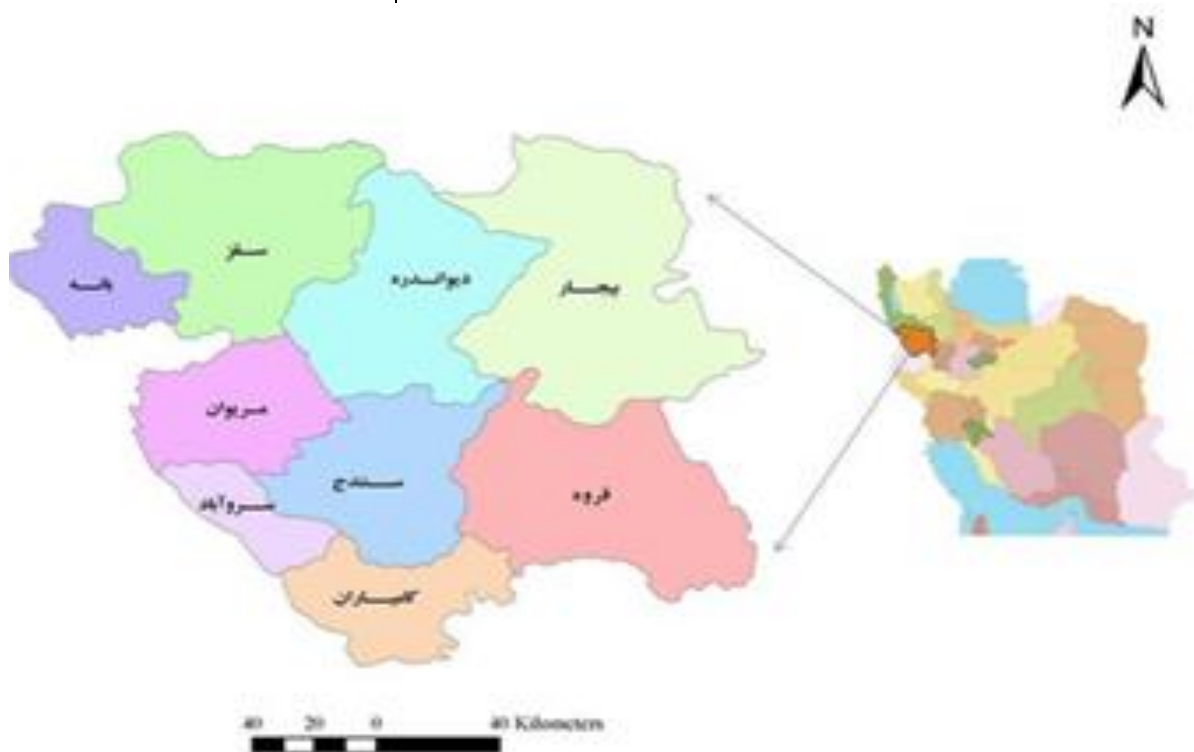 N
سقز
بانه
دیواندره
بیجار
مریوان
سنندج
سروآباد
قروه
کامیاران
40 20 0 40 Kilometers